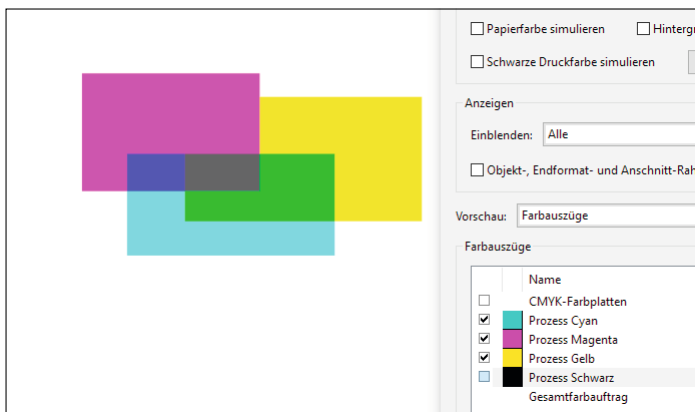 Papierfarbe simulieren
Schwarze Druckfarbe simulieren
Anzeigen
Einblenden: Alle
Objekt-, Endformat- und Anschnitt-
Vorschau: Farbauszüge
Farbauszüge
Name
CMYK-Farbplatten
Prozess Cyan
Prozess Magenta
Prozess Gelb
Prozess Schwarz
Gesamtfarbauftrag